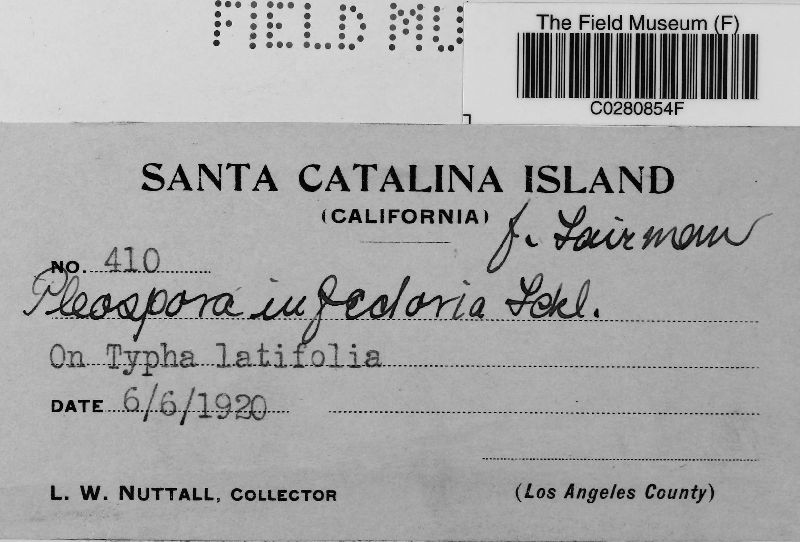 FIELD MU
The Field Museum (F)
C0280854F
SANTA CATALINA ISLAND
(CALIFORNIA)
f. Fairman
NO. 410
Pleospora infectoria Fckl.
On Typha latifolia
DATE 6/6/1920
L. W. NUTTALL, COLLECTOR
(Los Angeles County)